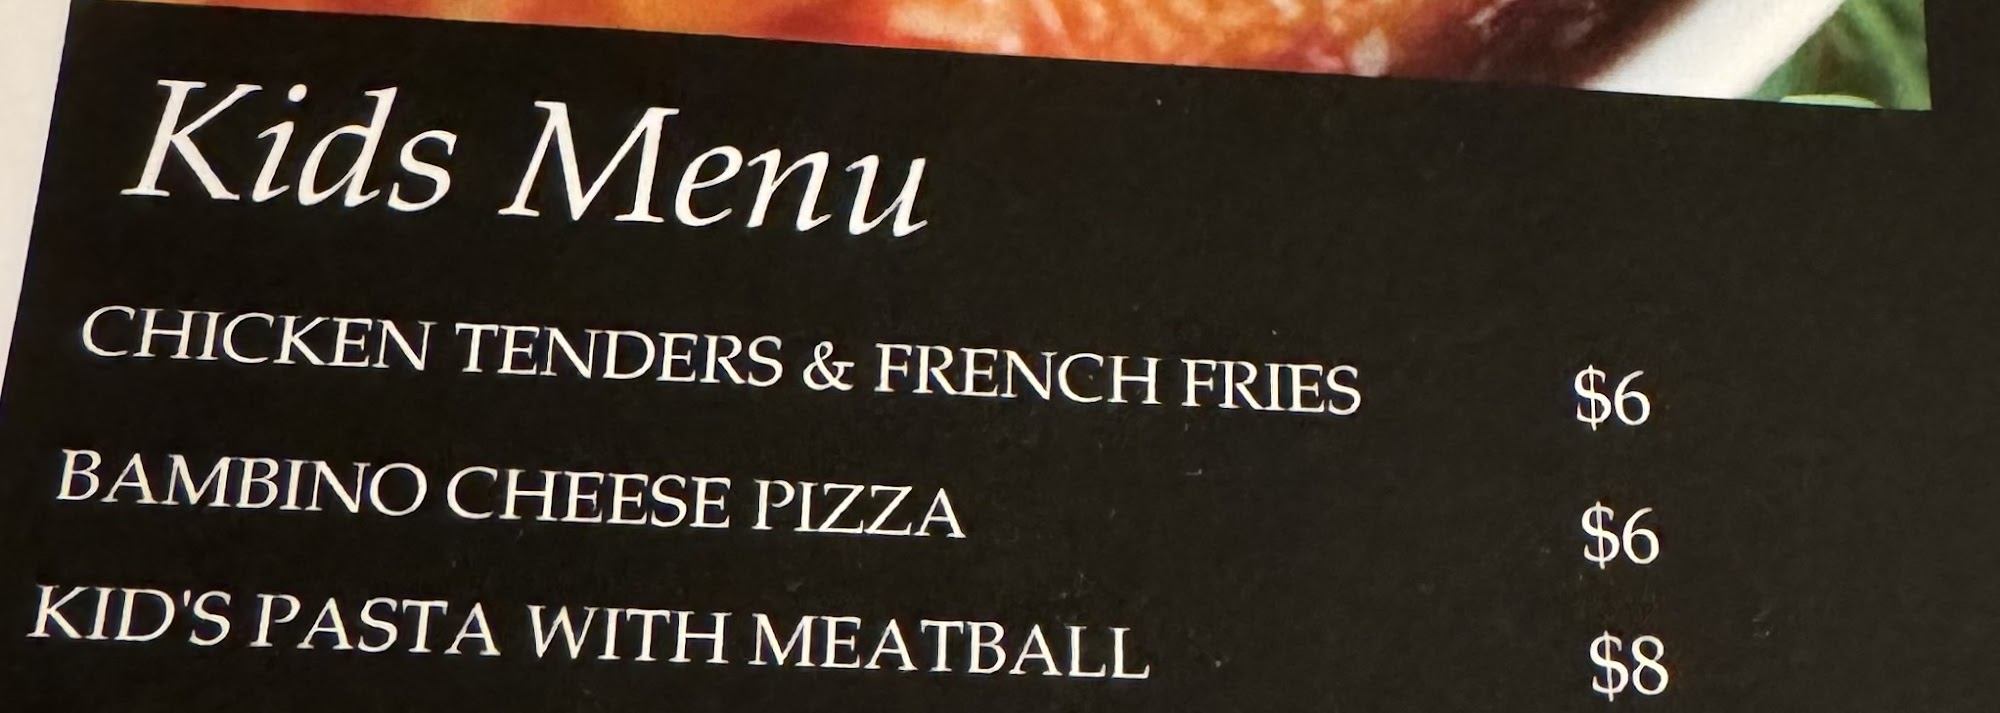 Kids Menu
CHICKEN TENDERS & FRENCH FRIES $6
BAMBINO CHEESE PIZZA $6
KID'S PASTA WITH MEATBALL $8